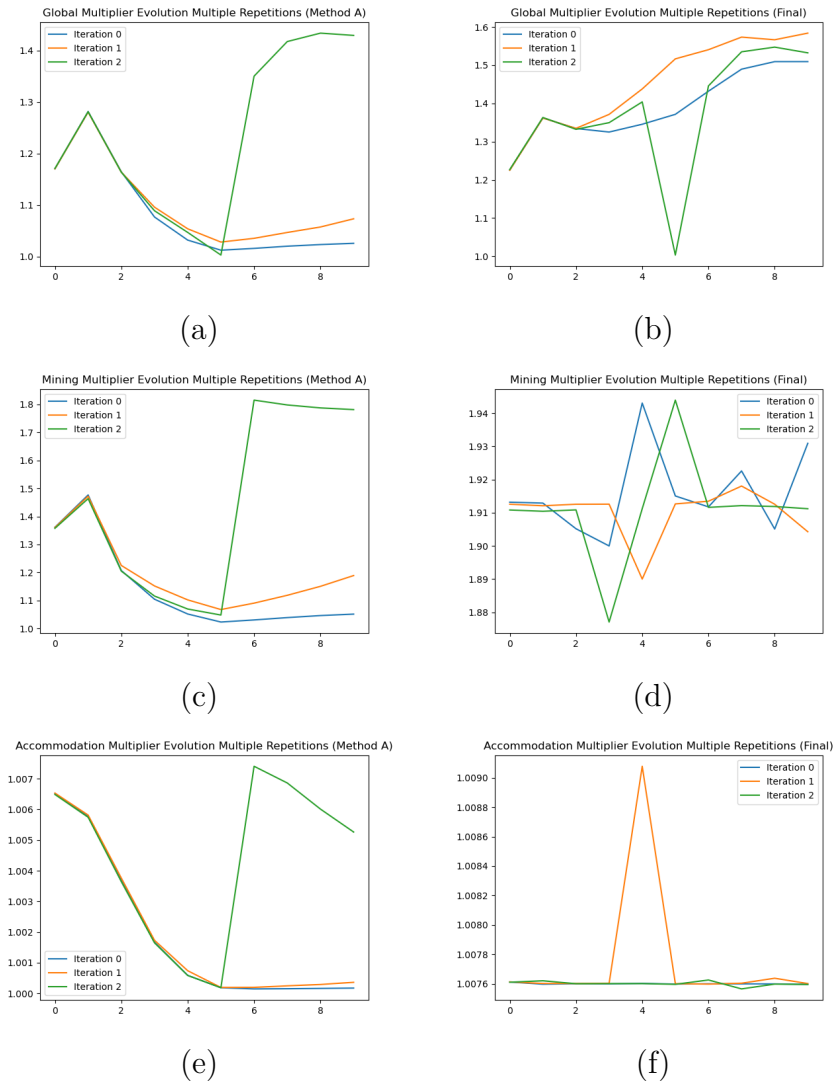 Global Multiplier Evolution Multiple Repetitions (Method A)
Iteration 0
Iteration 1
Iteration 2
1.4
1.3
1.2
1.1
1.0
0 2 4 6 8
(a)
Global Multiplier Evolution Multiple Repetitions (Final)
Iteration 0
Iteration 1
Iteration 2
1.6
1.5
1.4
1.3
1.2
1.1
1.0
0 2 4 6 8
(b)
Mining Multiplier Evolution Multiple Repetitions (Method A)
Iteration 0
Iteration 1
Iteration 2
1.8
1.7
1.6
1.5
1.4
1.3
1.2
1.1
1.0
0 2 4 6 8
(c)
Mining Multiplier Evolution Multiple Repetitions (Final)
Iteration 0
Iteration 1
Iteration 2
1.94
1.93
1.92
1.91
1.90
1.89
1.88
0 2 4 6 8
(d)
Accommodation Multiplier Evolution Multiple Repetitions (Method A)
1.007
1.006
1.005
1.004
1.003
1.002
1.001
1.000
Iteration 0
Iteration 1
Iteration 2
0 2 4 6 8
(e)
Accommodation Multiplier Evolution Multiple Repetitions (Final)
Iteration 0
Iteration 1
Iteration 2
1.0090
1.0088
1.0086
1.0084
1.0082
1.0080
1.0078
1.0076
0 2 4 6 8
(f)